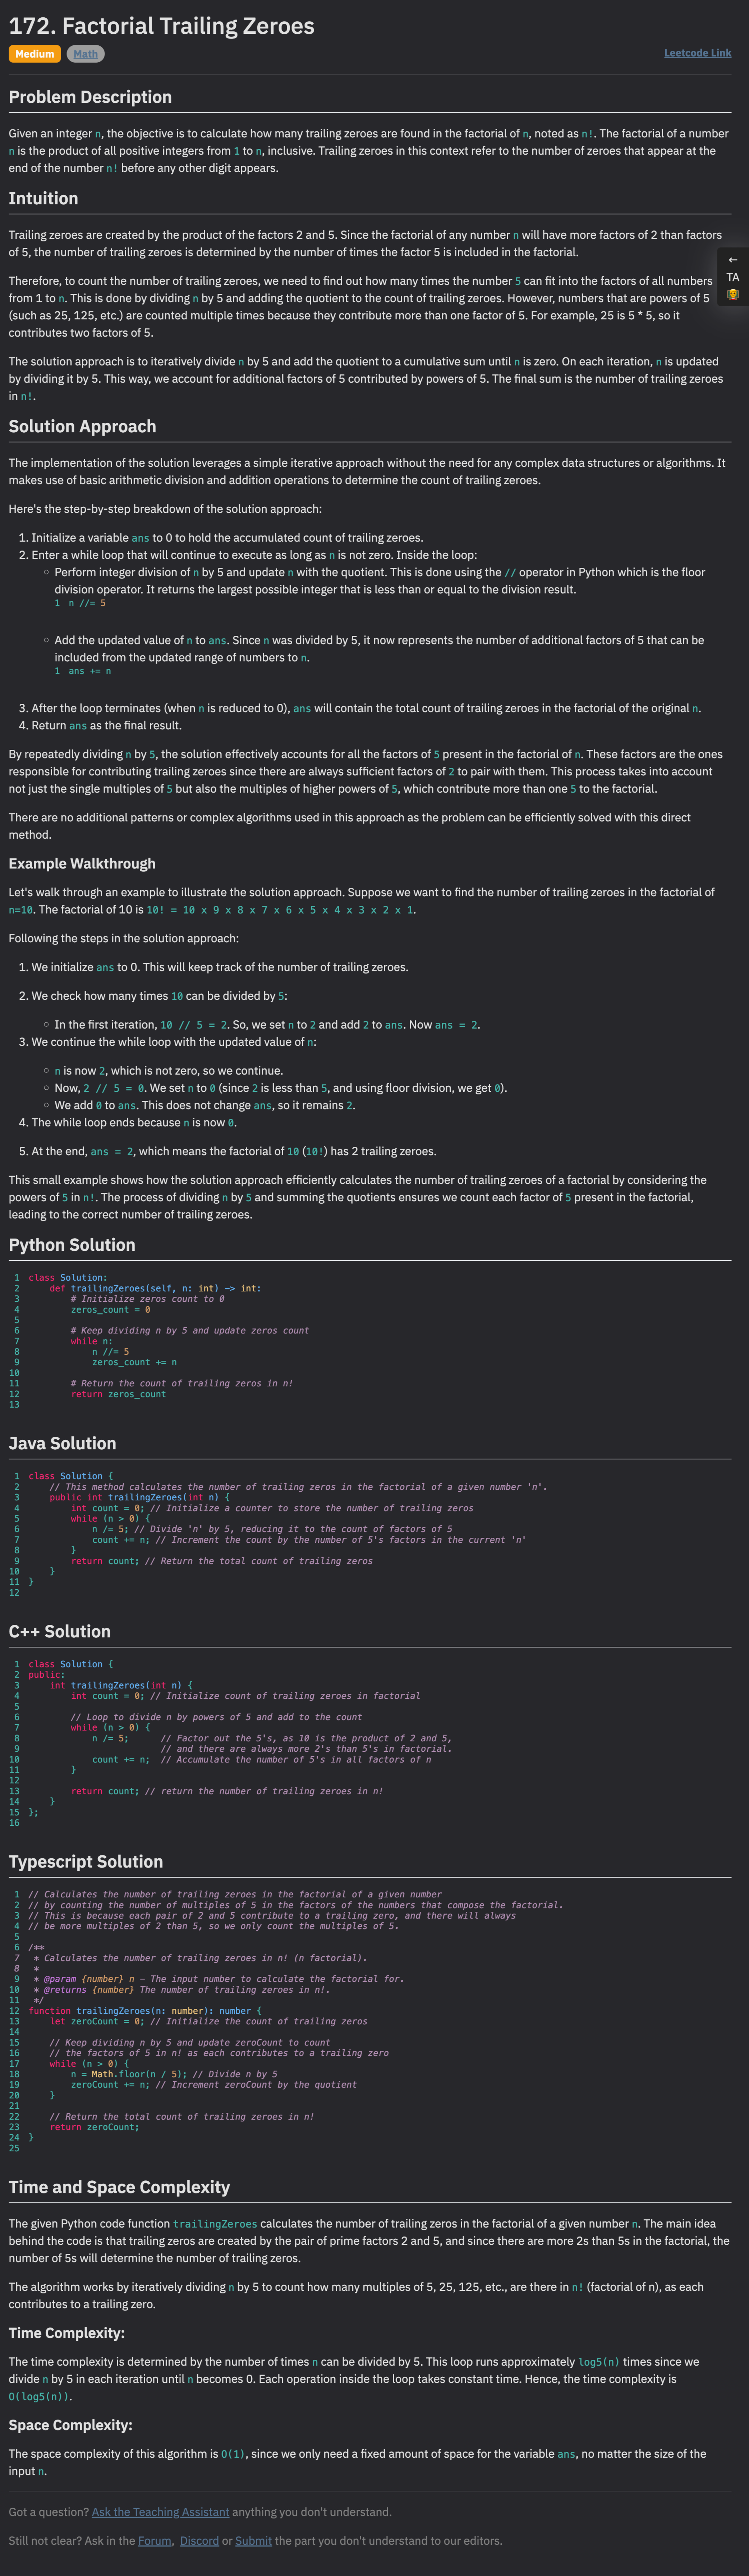 172. Factorial Trailing Zeroes
Medium Math Leetcode Link
Problem Description
Given an integer n, the objective is to calculate how many trailing zeroes are found in the factorial of n, noted as n!. The factorial of a number
n is the product of all positive integers from 1 to n, inclusive. Trailing zeroes in this context refer to the number of zeroes that appear at the
end of the number n! before any other digit appears.
Intuition
Trailing zeroes are created by the product of the factors 2 and 5. Since the factorial of any number n will have more factors of 2 than factors
of 5, the number of trailing zeroes is determined by the number of times the factor 5 is included in the factorial.
←
TA
Therefore, to count the number of trailing zeroes, we need to find out how many times the number 5 can fit into the factors of all numbers
from 1 to n. This is done by dividing n by 5 and adding the quotient to the count of trailing zeroes. However, numbers that are powers of 5
(such as 25, 125, etc.) are counted multiple times because they contribute more than one factor of 5. For example, 25 is 5 * 5, so it
contributes two factors of 5.
The solution approach is to iteratively divide n by 5 and add the quotient to a cumulative sum until n is zero. On each iteration, n is updated
by dividing it by 5. This way, we account for additional factors of 5 contributed by powers of 5. The final sum is the number of trailing zeroes
in n!.
Solution Approach
The implementation of the solution leverages a simple iterative approach without the need for any complex data structures or algorithms. It
makes use of basic arithmetic division and addition operations to determine the count of trailing zeroes.
Here's the step-by-step breakdown of the solution approach:
1. Initialize a variable ans to 0 to hold the accumulated count of trailing zeroes.
2. Enter a while loop that will continue to execute as long as n is not zero. Inside the loop:
○ Perform integer division of n by 5 and update n with the quotient. This is done using the // operator in Python which is the floor
division operator. It returns the largest possible integer that is less than or equal to the division result.
1 n //= 5
○ Add the updated value of n to ans. Since n was divided by 5, it now represents the number of additional factors of 5 that can be
included from the updated range of numbers to n.
1 ans += n
3. After the loop terminates (when n is reduced to 0), ans will contain the total count of trailing zeroes in the factorial of the original n.
4. Return ans as the final result.
By repeatedly dividing n by 5, the solution effectively accounts for all the factors of 5 present in the factorial of n. These factors are the ones
responsible for contributing trailing zeroes since there are always sufficient factors of 2 to pair with them. This process takes into account
not just the single multiples of 5 but also the multiples of higher powers of 5, which contribute more than one 5 to the factorial.
There are no additional patterns or complex algorithms used in this approach as the problem can be efficiently solved with this direct
method.
Example Walkthrough
Let's walk through an example to illustrate the solution approach. Suppose we want to find the number of trailing zeroes in the factorial of
n=10. The factorial of 10 is 10! = 10 x 9 x 8 x 7 x 6 x 5 x 4 x 3 x 2 x 1.
Following the steps in the solution approach:
1. We initialize ans to 0. This will keep track of the number of trailing zeroes.
2. We check how many times 10 can be divided by 5:
○ In the first iteration, 10 // 5 = 2. So, we set n to 2 and add 2 to ans. Now ans = 2.
3. We continue the while loop with the updated value of n:
○ n is now 2, which is not zero, so we continue.
○ Now, 2 // 5 = 0. We set n to 0 (since 2 is less than 5, and using floor division, we get 0).
○ We add 0 to ans. This does not change ans, so it remains 2.
4. The while loop ends because n is now 0.
5. At the end, ans = 2, which means the factorial of 10 (10!) has 2 trailing zeroes.
This small example shows how the solution approach efficiently calculates the number of trailing zeroes of a factorial by considering the
powers of 5 in n!. The process of dividing n by 5 and summing the quotients ensures we count each factor of 5 present in the factorial,
leading to the correct number of trailing zeroes.
Python Solution
1 class Solution:
2 def trailingZeroes(self, n: int) -> int:
3 # Initialize zeros count to 0
4 zeros_count = 0
5
6 # Keep dividing n by 5 and update zeros count
7 while n:
8 n //= 5
9 zeros_count += n
10
11 # Return the count of trailing zeros in n!
12 return zeros_count
13
Java Solution
1 class Solution {
2 // This method calculates the number of trailing zeros in the factorial of a given number 'n'.
3 public int trailingZeroes(int n) {
4 int count = 0; // Initialize a counter to store the number of trailing zeros
5 while (n > 0) {
6 n /= 5; // Divide 'n' by 5, reducing it to the count of factors of 5
7 count += n; // Increment the count by the number of 5's factors in the current 'n'
8 }
9 return count; // Return the total count of trailing zeros
10 }
11 }
12
C++ Solution
1 class Solution {
2 public:
3 int trailingZeroes(int n) {
4 int count = 0; // Initialize count of trailing zeroes in factorial
5
6 // Loop to divide n by powers of 5 and add to the count
7 while (n > 0) {
8 n /= 5; // Factor out the 5's, as 10 is the product of 2 and 5,
9 // and there are always more 2's than 5's in factorial.
10 count += n; // Accumulate the number of 5's in all factors of n
11 }
12
13 return count; // return the number of trailing zeroes in n!
14 }
15 };
16
Typescript Solution
1 // Calculates the number of trailing zeroes in the factorial of a given number
2 // by counting the number of multiples of 5 in the factors of the numbers that compose the factorial.
3 // This is because each pair of 2 and 5 contribute to a trailing zero, and there will always
4 // be more multiples of 2 than 5, so we only count the multiples of 5.
5
6 /**
7 * Calculates the number of trailing zeroes in n! (n factorial).
8 *
9 * @param {number} n - The input number to calculate the factorial for.
10 * @returns {number} The number of trailing zeroes in n!.
11 */
12 function trailingZeroes(n: number): number {
13 let zeroCount = 0; // Initialize the count of trailing zeros
14
15 // Keep dividing n by 5 and update zeroCount to count
16 // the factors of 5 in n! as each contributes to a trailing zero
17 while (n > 0) {
18 n = Math.floor(n / 5); // Divide n by 5
19 zeroCount += n; // Increment zeroCount by the quotient
20 }
21
22 // Return the total count of trailing zeroes in n!
23 return zeroCount;
24 }
25
Time and Space Complexity
The given Python code function trailingZeroes calculates the number of trailing zeros in the factorial of a given number n. The main idea
behind the code is that trailing zeros are created by the pair of prime factors 2 and 5, and since there are more 2s than 5s in the factorial, the
number of 5s will determine the number of trailing zeros.
The algorithm works by iteratively dividing n by 5 to count how many multiples of 5, 25, 125, etc., are there in n! (factorial of n), as each
contributes to a trailing zero.
Time Complexity:
The time complexity is determined by the number of times n can be divided by 5. This loop runs approximately log5(n) times since we
divide n by 5 in each iteration until n becomes 0. Each operation inside the loop takes constant time. Hence, the time complexity is
O(log5(n)).
Space Complexity:
The space complexity of this algorithm is O(1), since we only need a fixed amount of space for the variable ans, no matter the size of the
input n.
Got a question? Ask the Teaching Assistant anything you don't understand.
Still not clear? Ask in the Forum, Discord or Submit the part you don't understand to our editors.